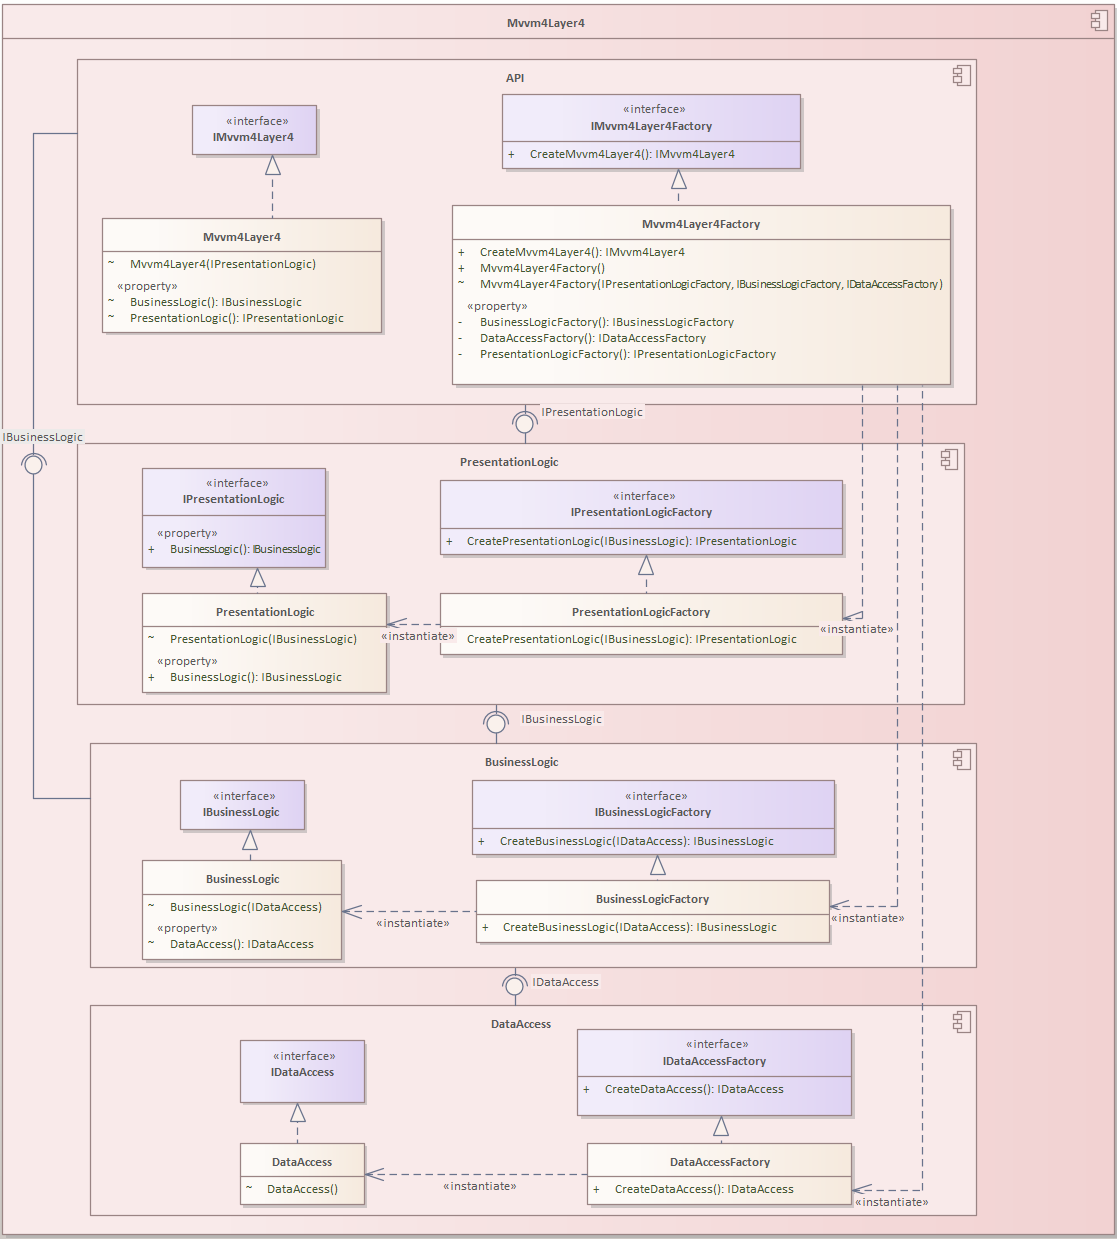 Mvvm4Layer4
API
«interface»
IMvvm4Layer4
«interface»
IMvvm4Layer4Factory
+ CreateMvvm4Layer4(): IMvvm4Layer4
Mvvm4Layer4
~ Mvvm4Layer4(IPresentationLogic)
«property»
~ BusinessLogic(): IBusinessLogic
~ PresentationLogic(): IPresentationLogic
Mvvm4Layer4Factory
+ CreateMvvm4Layer4(): IMvvm4Layer4
+ Mvvm4Layer4Factory()
~ Mvvm4Layer4Factory(IPresentationLogicFactory, IBusinessLogicFactory, IDataAccessFactory)
«property»
- BusinessLogicFactory(): IBusinessLogicFactory
- DataAccessFactory(): IDataAccessFactory
- PresentationLogicFactory(): IPresentationLogicFactory
IPresentationLogic
IBusinessLogic
PresentationLogic
«interface»
IPresentationLogic
«property»
+ BusinessLogic(): IBusinessLogic
«interface»
IPresentationLogicFactory
+ CreatePresentationLogic(IBusinessLogic): IPresentationLogic
PresentationLogic
~ PresentationLogic(IBusinessLogic)
«property»
+ BusinessLogic(): IBusinessLogic
«instantiate»
PresentationLogicFactory
CreatePresentationLogic(IBusinessLogic): IPresentationLogic
«instantiate»
IBusinessLogic
BusinessLogic
«interface»
IBusinessLogic
«interface»
IBusinessLogicFactory
+ CreateBusinessLogic(IDataAccess): IBusinessLogic
BusinessLogic
~ BusinessLogic(IDataAccess)
«property»
~ DataAccess(): IDataAccess
«instantiate»
BusinessLogicFactory
+ CreateBusinessLogic(IDataAccess): IBusinessLogic
«instantiate»
IDataAccess
DataAccess
«interface»
IDataAccess
«interface»
IDataAccessFactory
+ CreateDataAccess(): IDataAccess
DataAccess
~ DataAccess()
«instantiate»
DataAccessFactory
+ CreateDataAccess(): IDataAccess
«instantiate»